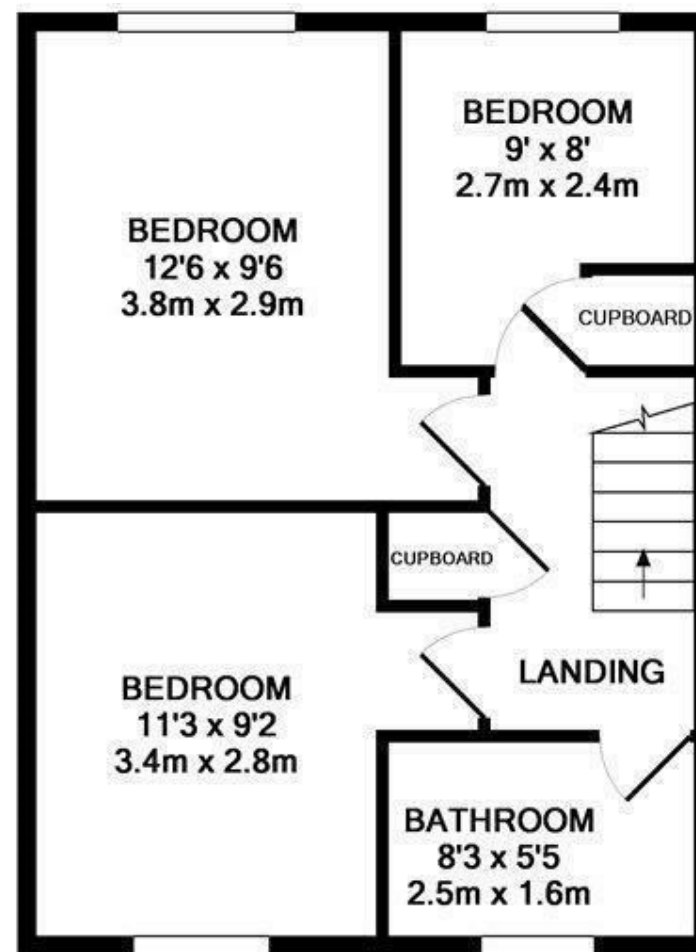 BEDROOM
9' x 8'
2.7m x 2.4m
BEDROOM
12'6 x 9'6
3.8m x 2.9m
CUPBOARD
CUPBOARD
LANDING
BEDROOM
11'3 x 9'2
3.4m x 2.8m
BATHROOM
8'3 x 5'5
2.5m x 1.6m